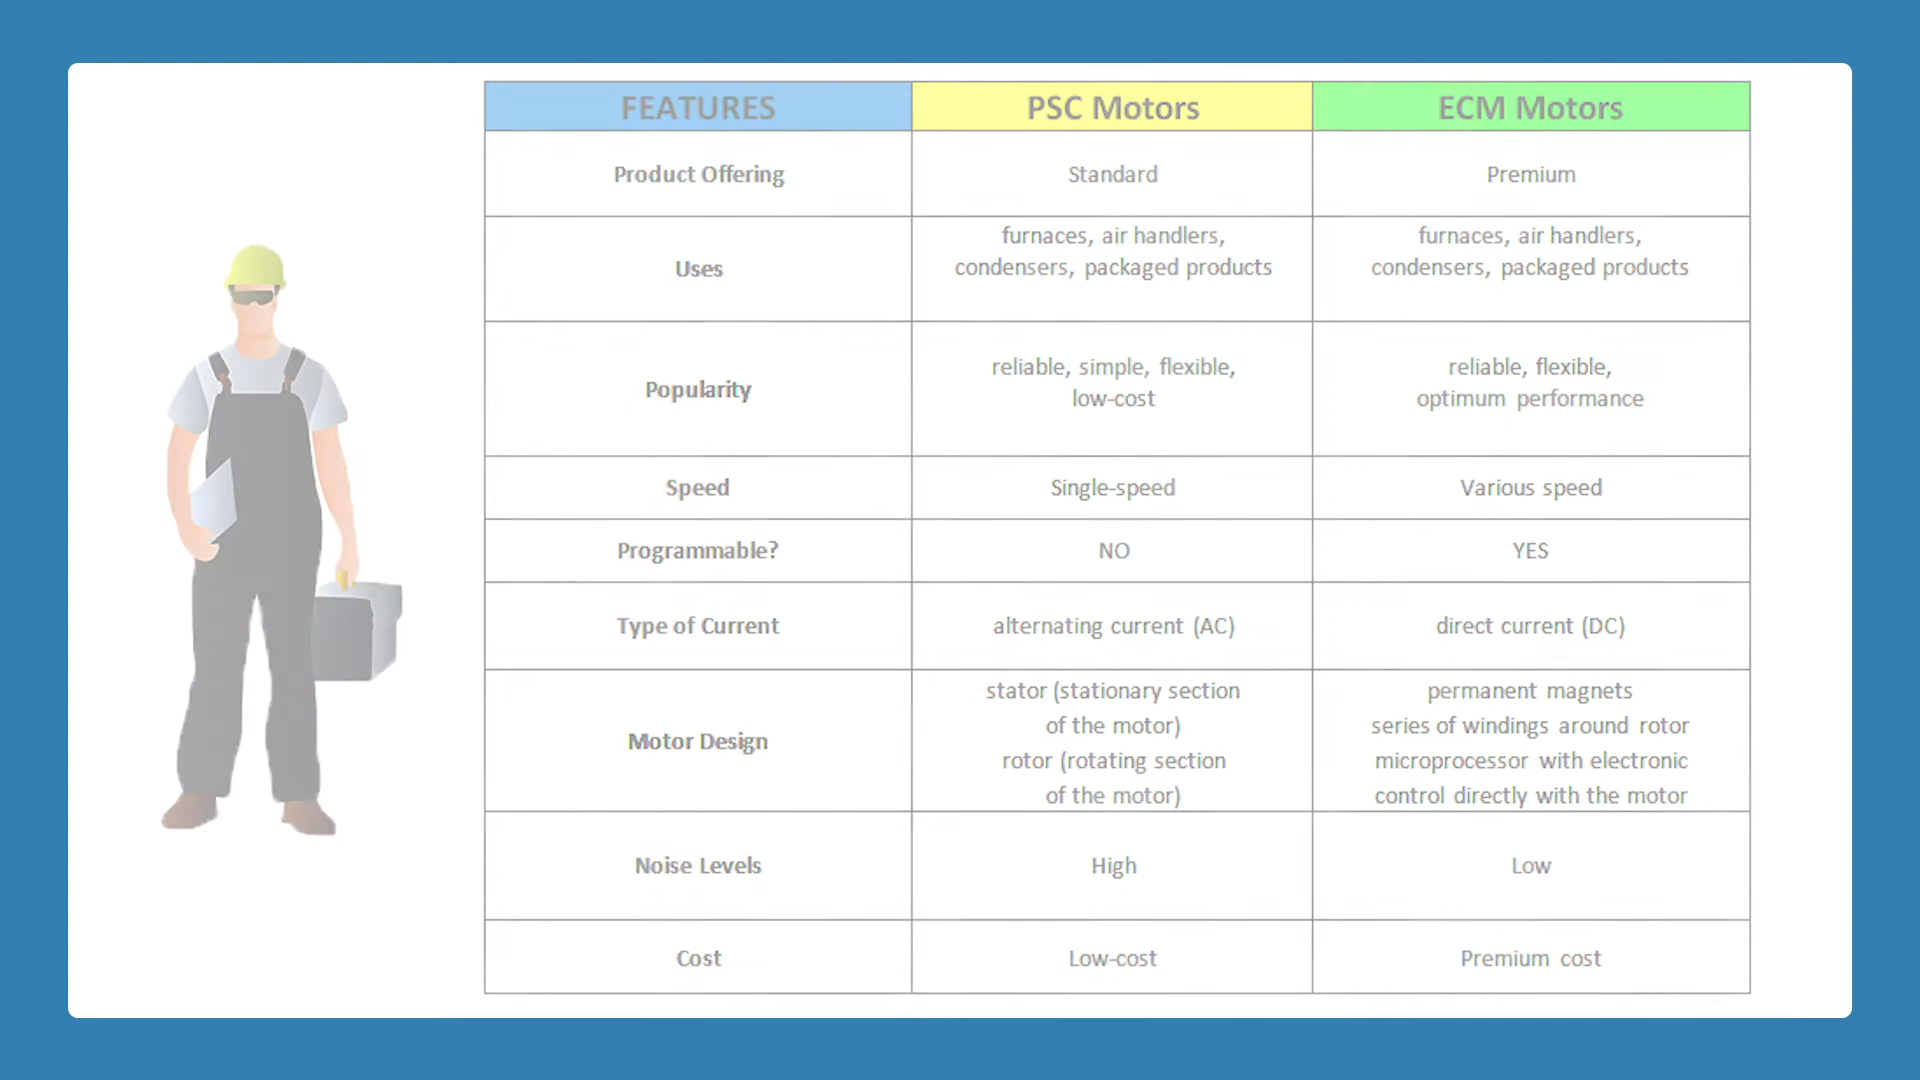 FEATURES PSC Motors ECM Motors
Product Offering Standard Premium
Uses
furnaces, air handlers,
condensers, packaged products
furnaces, air handlers,
condensers, packaged products
Popularity
reliable, simple, flexible,
low-cost
reliable, flexible,
optimum performance
Speed Single-speed Various speed
Programmable? NO YES
Type of Current alternating current (AC) direct current (DC)
Motor Design
stator (stationary section
of the motor)
rotor (rotating section
of the motor)
permanent magnets
series of windings around rotor
microprocessor with electronic
control directly with the motor
Noise Levels High Low
Cost Low-cost Premium cost